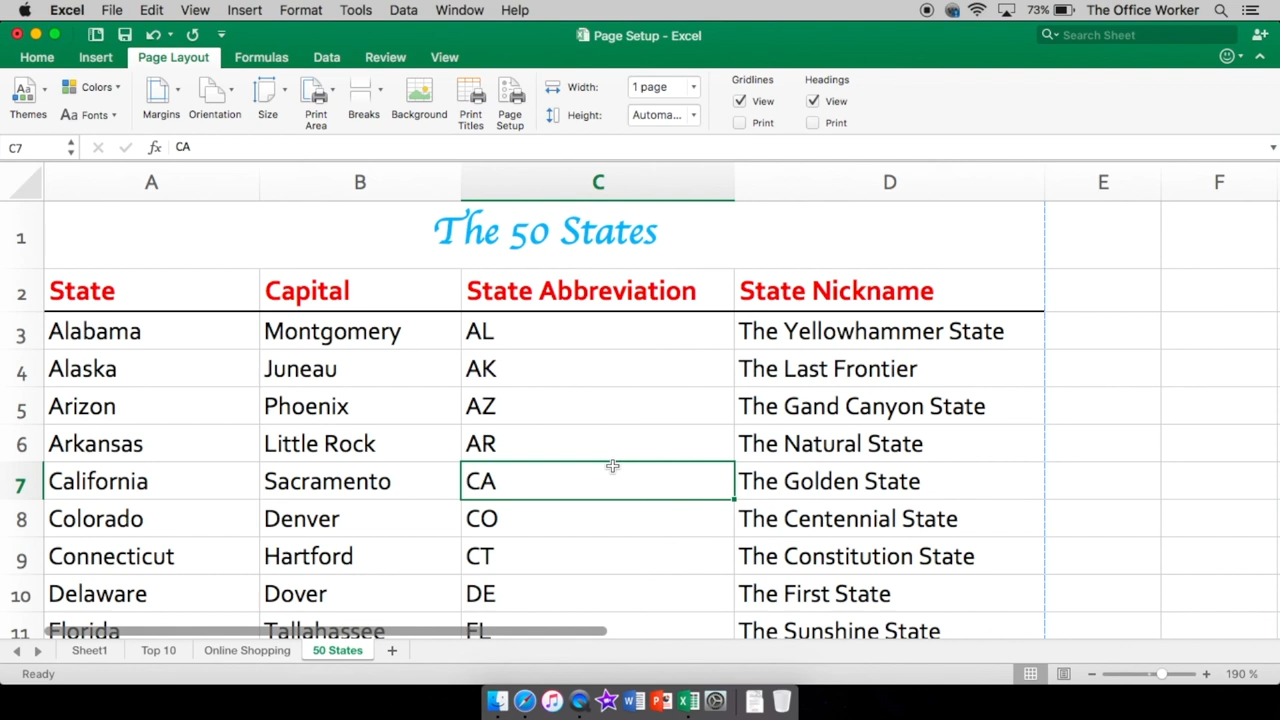 Excel File Edit View Insert Format Tools Data Window Help 73% The Office Worker
Page Setup - Excel Search Sheet
Home Insert Page Layout Formulas Data Review View
Themes Colors Fonts Margins Orientation Size Print Area Breaks Background Print Titles Page Setup Width: 1 page Height: Automa... Gridlines View Print Headings View Print
C7 fx CA
A B C D E F
1 The 50 States
2 State Capital State Abbreviation State Nickname
3 Alabama Montgomery AL The Yellowhammer State
4 Alaska Juneau AK The Last Frontier
5 Arizon Phoenix AZ The Gand Canyon State
6 Arkansas Little Rock AR The Natural State
7 California Sacramento CA The Golden State
8 Colorado Denver CO The Centennial State
9 Connecticut Hartford CT The Constitution State
10 Delaware Dover DE The First State
11 Florida Tallahassee FL The Sunshine State
Sheet1 Top 10 Online Shopping 50 States +
Ready 190 %